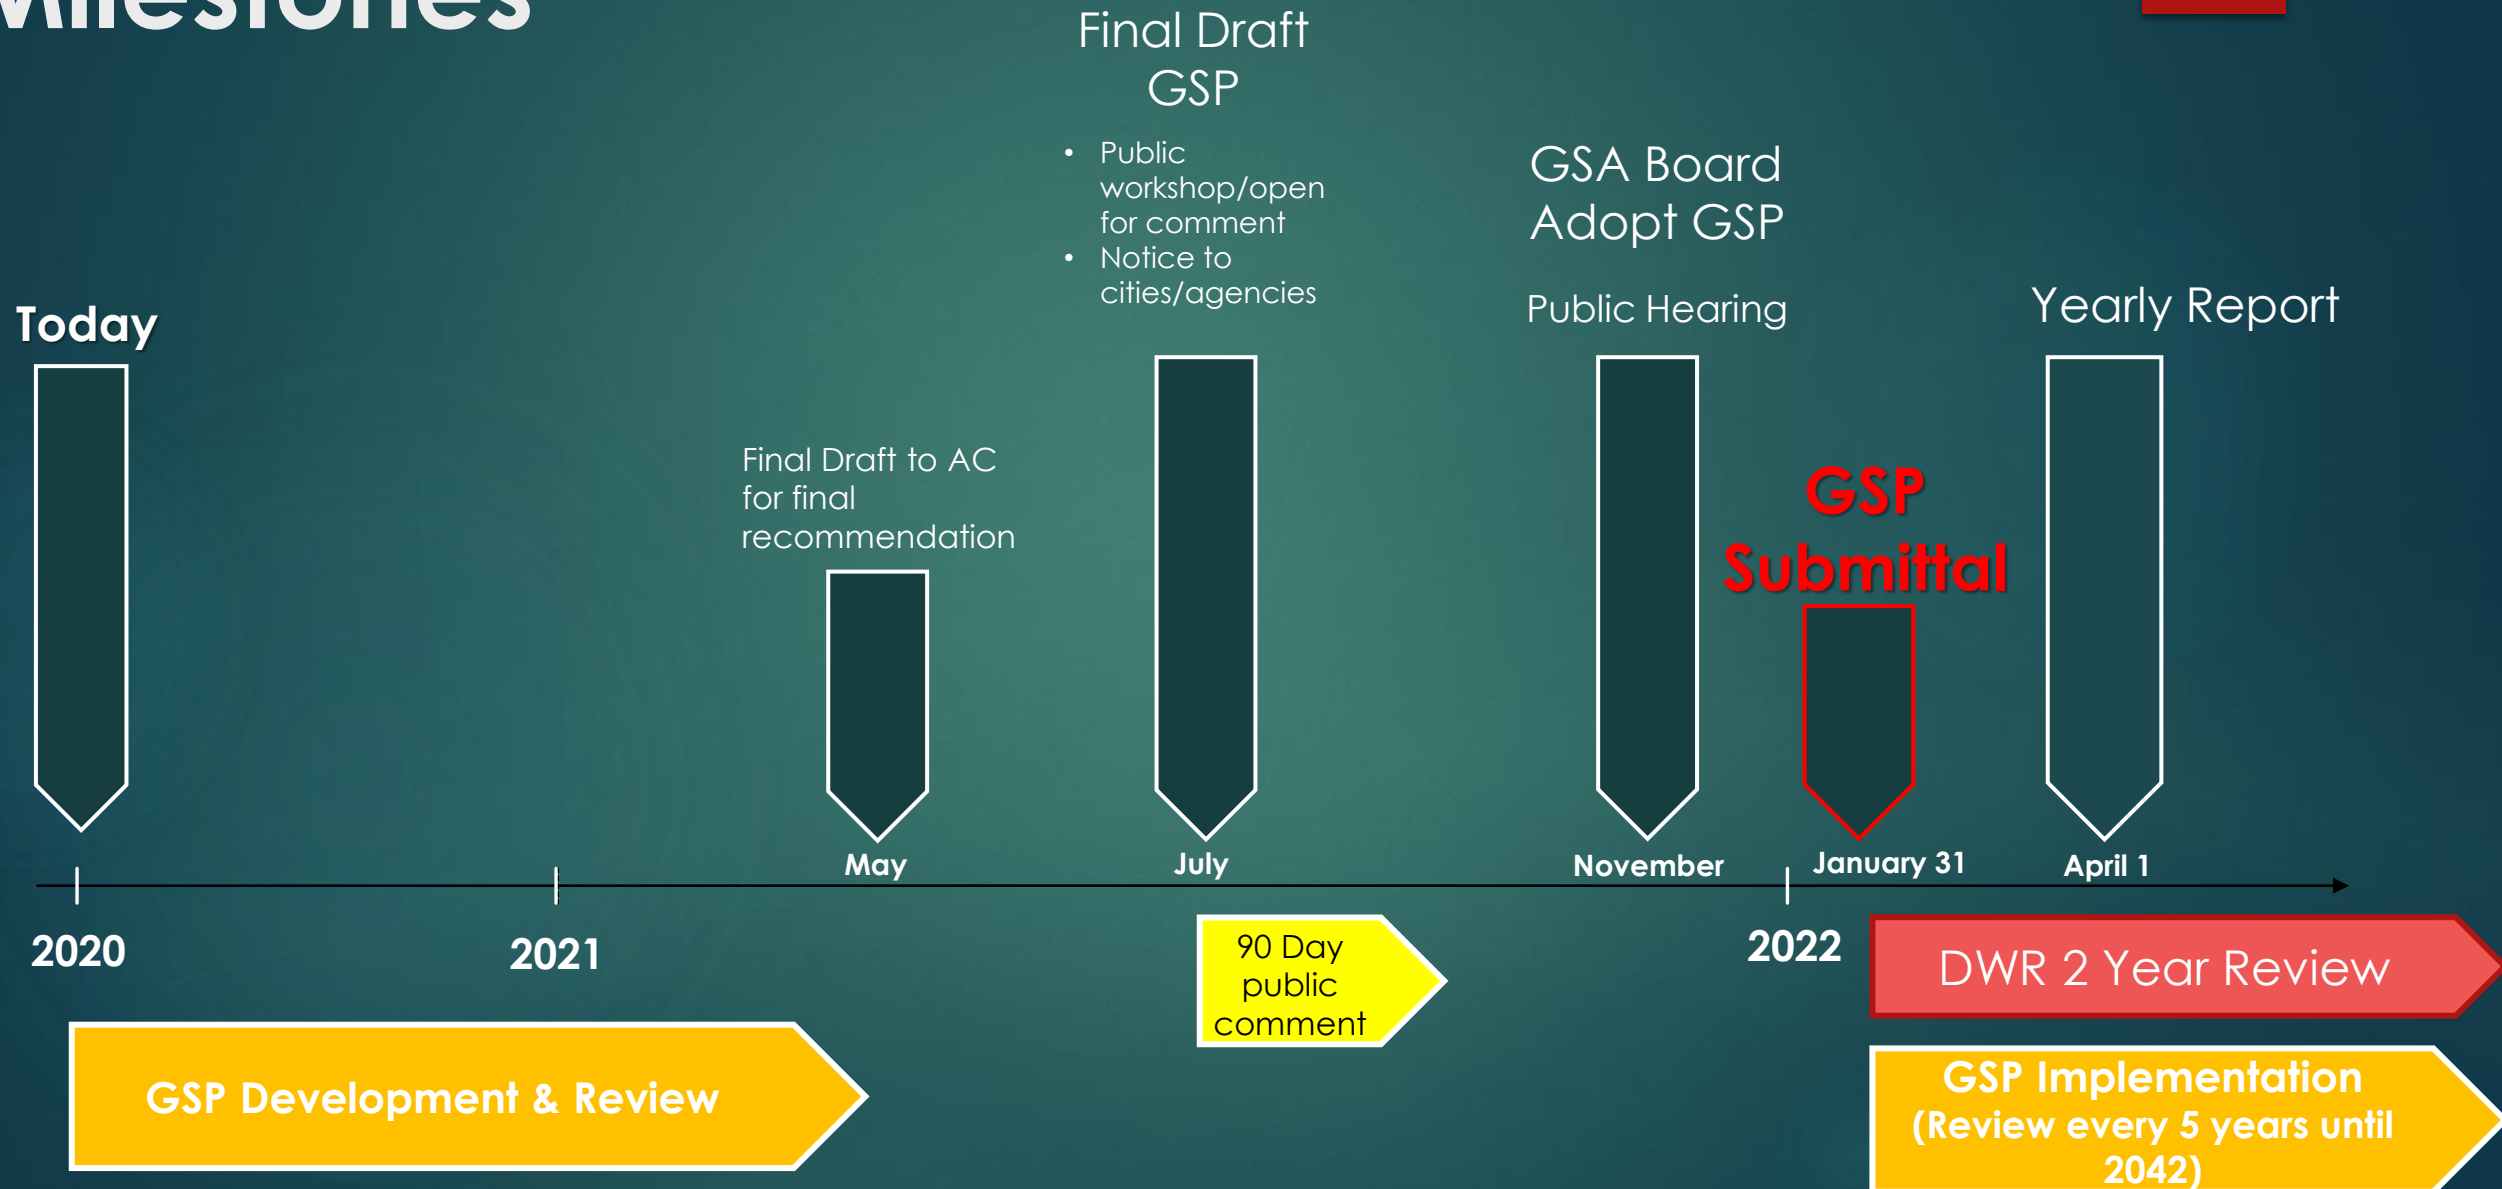 Milestones
Final Draft
GSP
• Public
workshop/open
for comment
• Notice to
cities/agencies
GSA Board
Adopt GSP
Public Hearing
Yearly Report
Today
Final Draft to AC
for final
recommendation
GSP
Submittal
May
July
November
January 31
April 1
2020
2021
2022
90 Day
public
comment
DWR 2 Year Review
GSP Development & Review
GSP Implementation
(Review every 5 years until
2042)